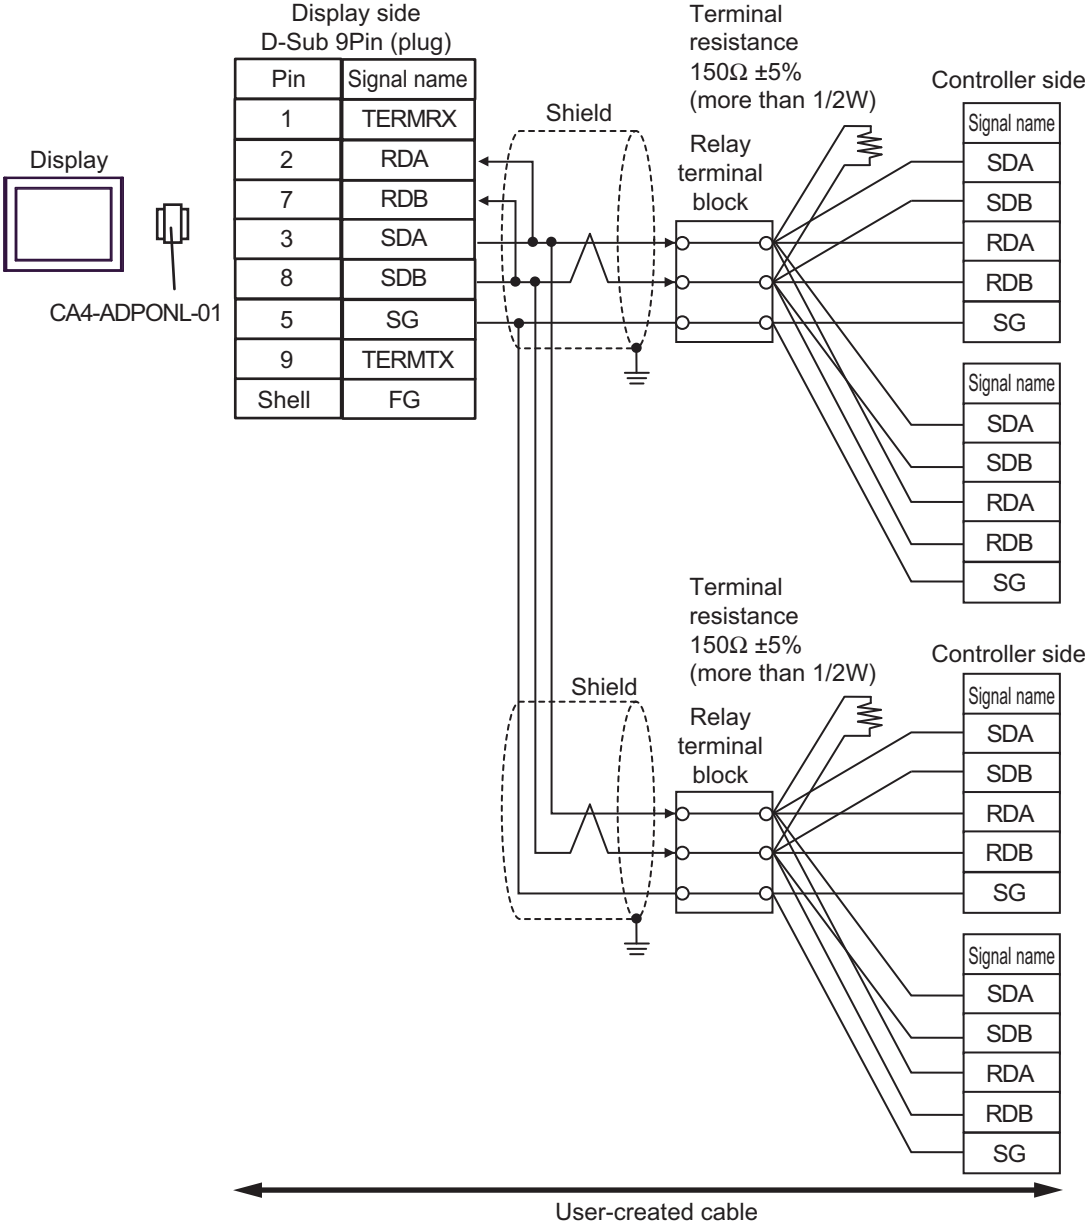 Display side
D-Sub 9Pin (plug)
Pin Signal name
1 TERMRX
2 RDA
7 RDB
3 SDA
8 SDB
5 SG
9 TERMTX
Shell FG
Display
CA4-ADPONL-01
Shield
Terminal
resistance
150Ω ±5%
(more than 1/2W)
Relay
terminal
block
Controller side
Signal name
SDA
SDB
RDA
RDB
SG
Signal name
SDA
SDB
RDA
RDB
SG
Shield
Terminal
resistance
150Ω ±5%
(more than 1/2W)
Relay
terminal
block
Controller side
Signal name
SDA
SDB
RDA
RDB
SG
Signal name
SDA
SDB
RDA
RDB
SG
User-created cable